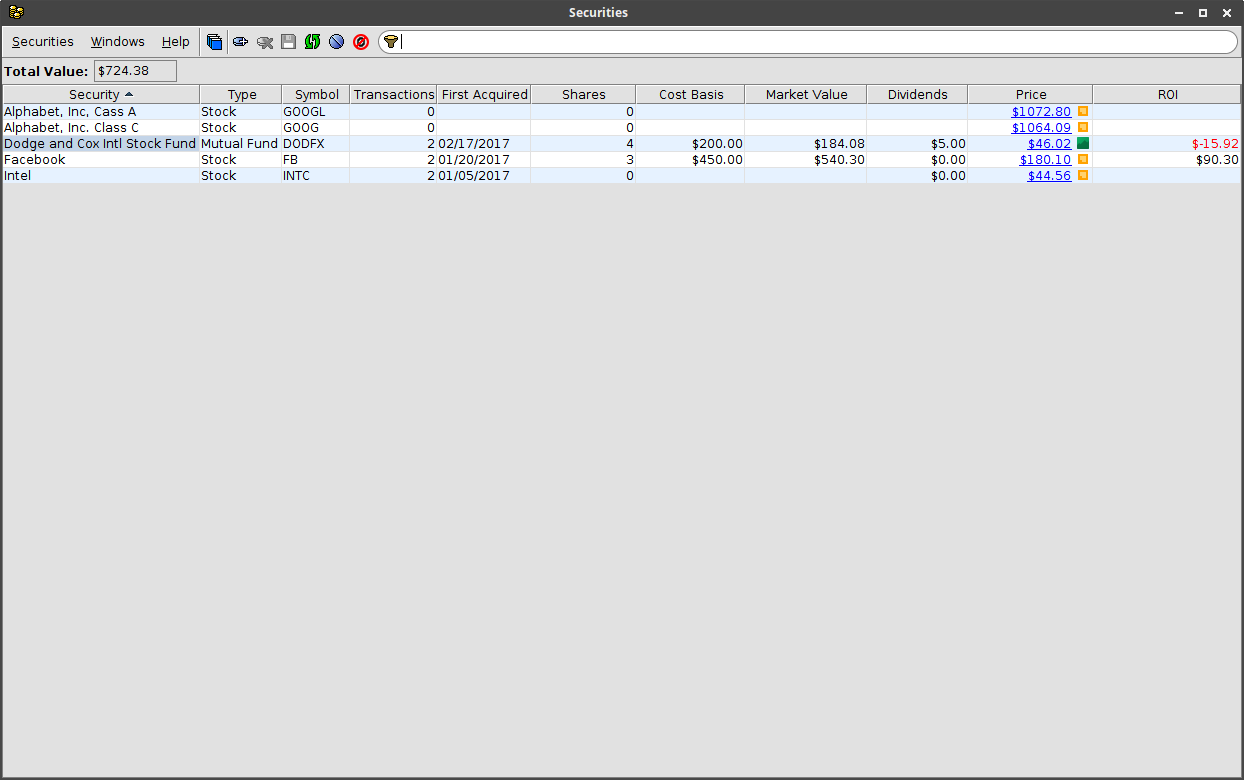 Securities
Securities Windows Help
Total Value: $724.38
Security Type Symbol Transactions First Acquired Shares Cost Basis Market Value Dividends Price ROI
Alphabet, Inc, Cass A Stock GOOGL 0 0 $1072.80
Alphabet, Inc. Class C Stock GOOG 0 0 $1064.09
Dodge and Cox Intl Stock Fund Mutual Fund DODFX 2 02/17/2017 4 $200.00 $184.08 $5.00 $46.02 $-15.92
Facebook Stock FB 2 01/20/2017 3 $450.00 $540.30 $0.00 $180.10 $90.30
Intel Stock INTC 2 01/05/2017 0 $0.00 $44.56